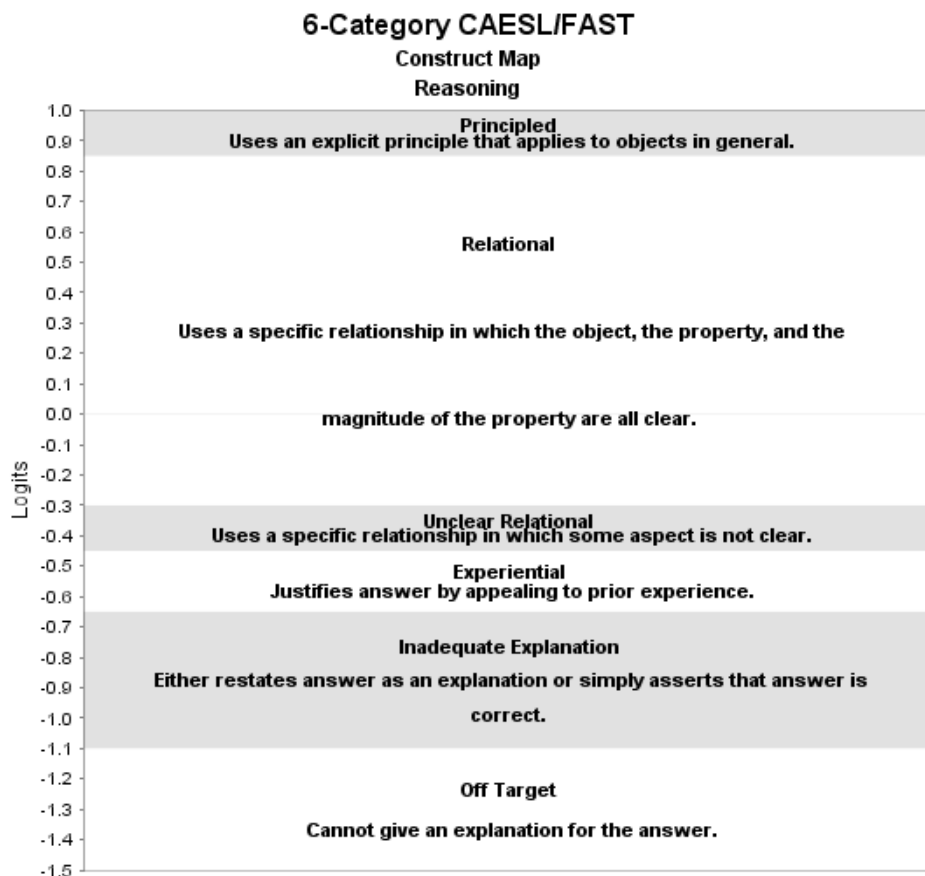 6-Category CAESL/FAST
Construct Map
Reasoning
1.0
Principled
0.9
Uses an explicit principle that applies to objects in general.
0.8
0.7
0.6
Relational
0.5
0.4
0.3
Uses a specific relationship in which the object, the property, and the
0.2
0.1
0.0
magnitude of the property are all clear.
-0.1
Logits
-0.2
-0.3
Unclear Relational
-0.4
Uses a specific relationship in which some aspect is not clear.
-0.5
Experiential
-0.6
Justifies answer by appealing to prior experience.
-0.7
Inadequate Explanation
-0.8
-0.9
Either restates answer as an explanation or simply asserts that answer is
-1.0
correct.
-1.1
-1.2
Off Target
-1.3
-1.4
Cannot give an explanation for the answer.
-1.5